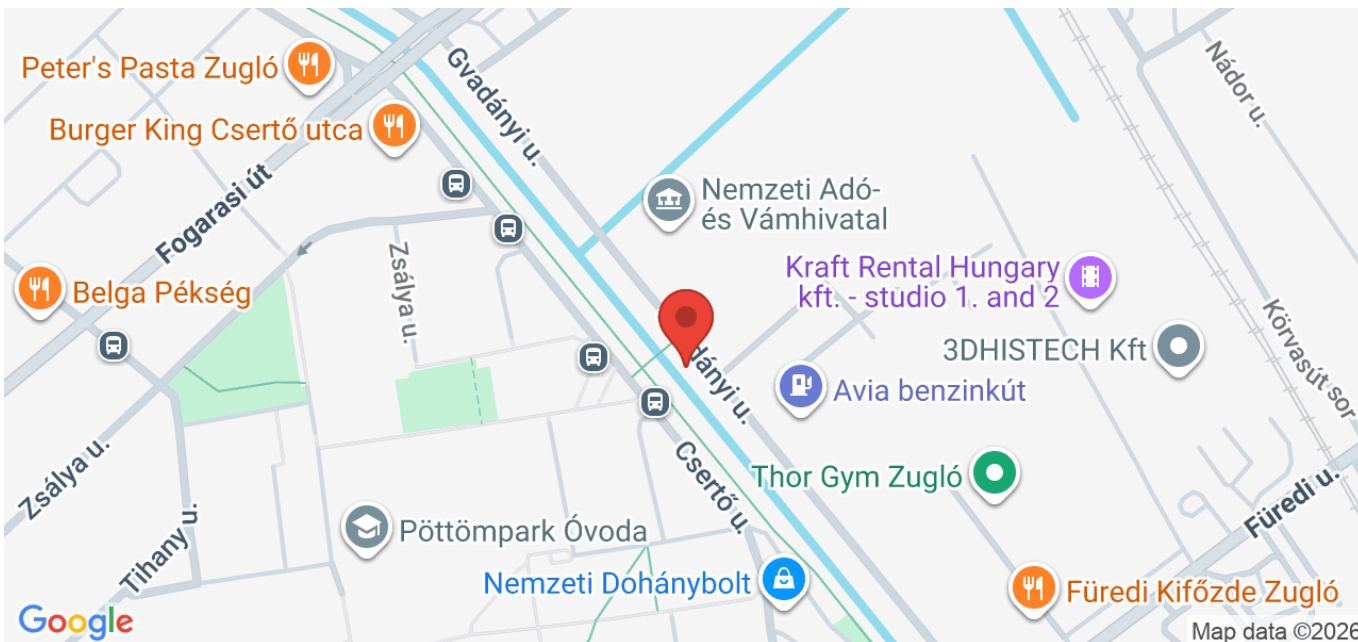 Peter's Pasta Zugló
Burger King Csertő utca
Gvadányi u.
Nádor u.
Fogarasi út
Nemzeti Adó-
és Vámhivatal
Zsálya u.
Belga Pékség
Kraft Rental Hungary
kft. - studio 1. and 2
Körvasút sor
3DHISTECH Kft
dányi u.
Avia benzinkút
Zsálya u.
Csertő u.
Thor Gym Zugló
Tihany u.
Pöttömpark Óvoda
Füredi u.
Nemzeti Dohánybolt
Füredi Kifőzde Zugló
Google
Map data ©2026